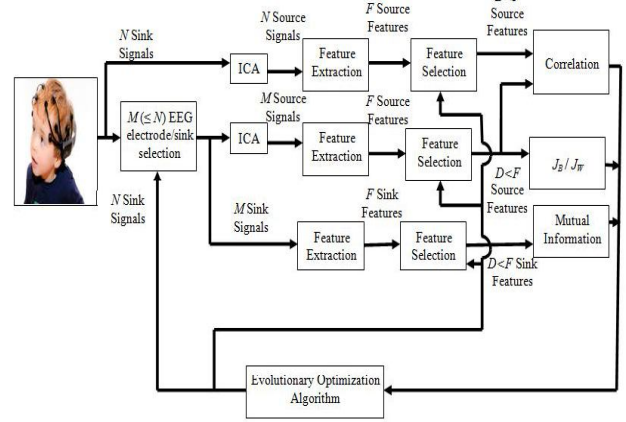 N Sink
Signals
N Source
Signals
F Source
Features
Source
Features
ICA
Feature
Extraction
Feature
Selection
Correlation
M (≤ N) EEG
electrode/sink
selection
M Source
Signals
F Source
Features
ICA
Feature
Extraction
Feature
Selection
D<F
Source
Features
J_B / J_W
N Sink
Signals
M Sink
Signals
F Sink
Features
Feature
Extraction
Feature
Selection
Mutual
Information
D<F Sink
Features
Evolutionary Optimization
Algorithm